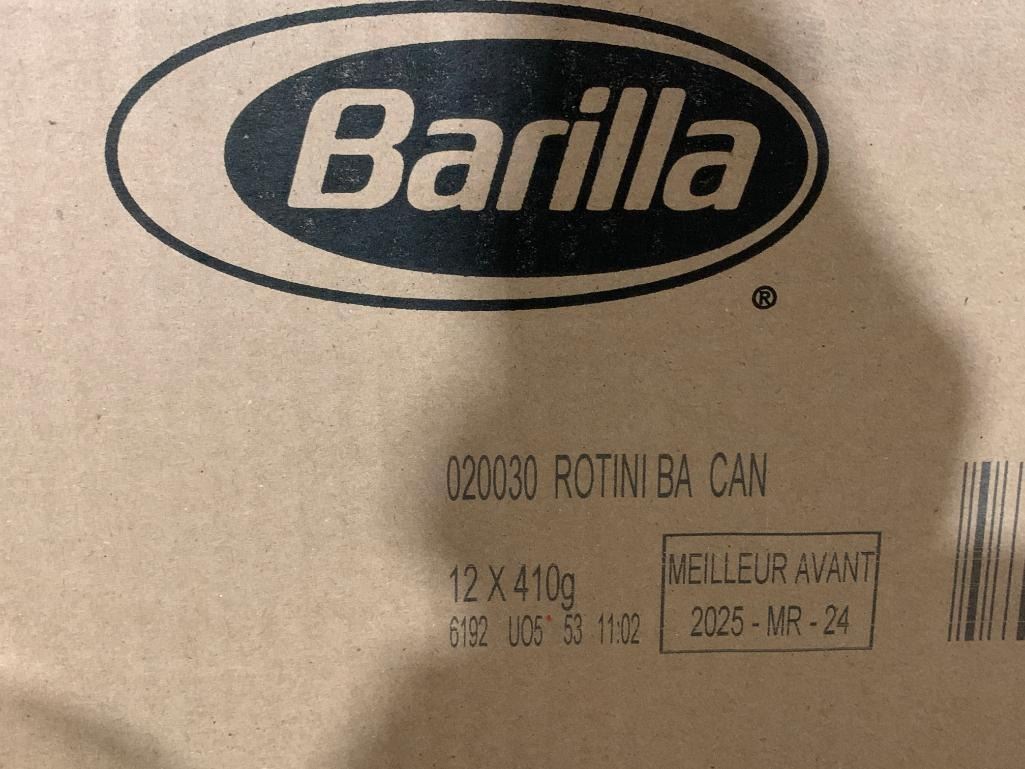 Barilla
®
020030 ROTINI BA CAN
12 X 410g
6192 UO5 53 11:02
MEILLEUR AVANT
2025 - MR - 24